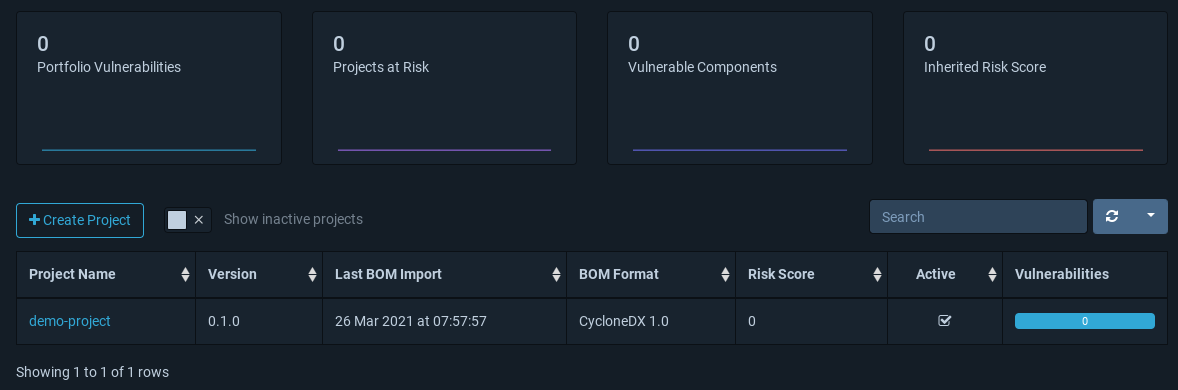 0 0 0 0
Portfolio Vulnerabilities Projects at Risk Vulnerable Components Inherited Risk Score
Create Project Show inactive projects Search
Project Name Version Last BOM Import BOM Format Risk Score Active Vulnerabilities
demo-project 0.1.0 26 Mar 2021 at 07:57:57 CycloneDX 1.0 0 0
Showing 1 to 1 of 1 rows